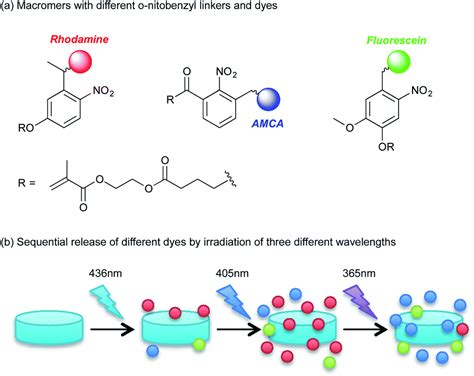 (a) Macromers with different o-nitobenzyl linkers and dyes
Rhodamine
Fluorescein
NO₂
RO
O
R
NO₂
AMCA
NO₂
O
OR
R =
O
O
O
O
(b) Sequential release of different dyes by irradiation of three different wavelengths
436nm
405nm
365nm